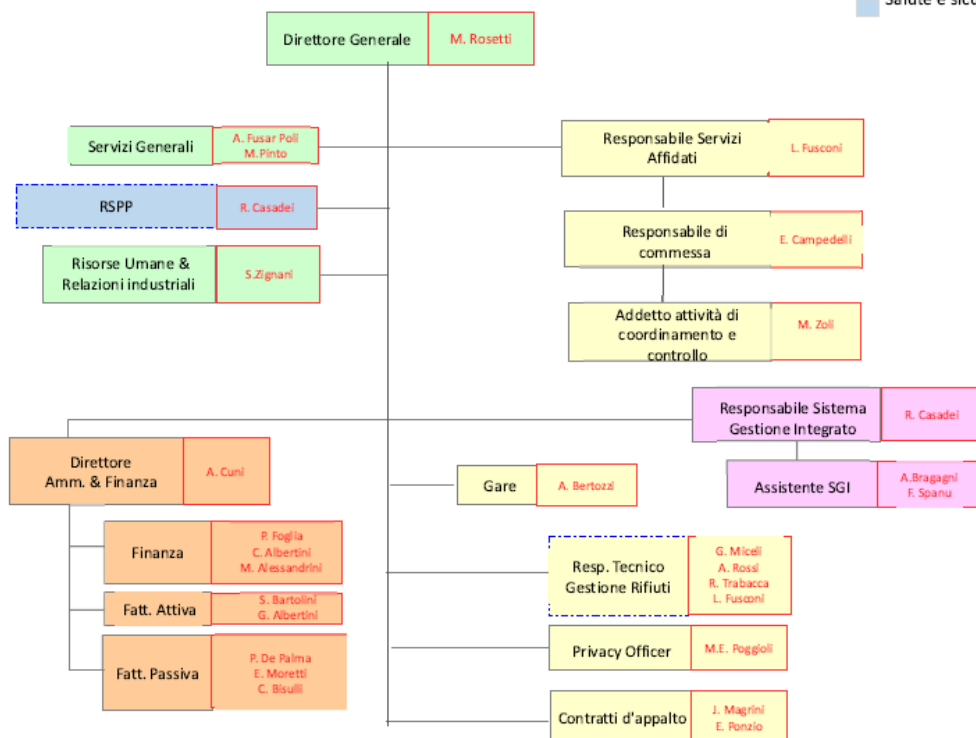 Salute e
Direttore Generale
M. Rosetti
Servizi Generali
A. Fusar Poli
M. Pinto
Responsabile Servizi
Affidati
L. Fusconi
RSPP
R. Casadei
Responsabile di
commessa
E. Campedelli
Risorse Umane &
Relazioni industriali
S.Zignani
Addetto attività di
coordinamento e
controllo
M. Zoli
Responsabile Sistema
Gestione Integrato
R. Casadei
Direttore
Amm. & Finanza
A. Cuni
Gare
A. Bertozzi
Assistente SGI
A.Bragagni
F. Spanu
Finanza
P. Foglia
C. Albertini
M. Alessandrini
Resp. Tecnico
Gestione Rifiuti
G. Miceli
A. Rossi
R. Trabacca
L. Fusconi
Fatt. Attiva
S. Bartolini
G. Albertini
Privacy Officer
M.E. Poggioli
Fatt. Passiva
P. De Palma
E. Moretti
C. Bisulli
Contratti d'appalto
J. Magrini
E. Ponzio